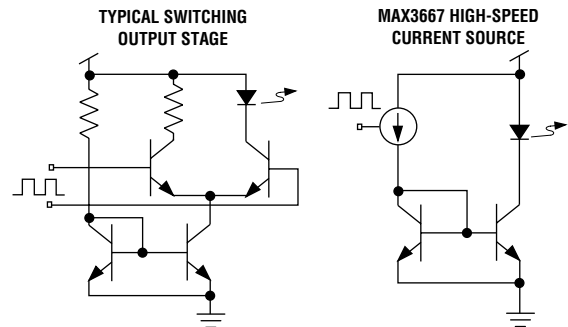 TYPICAL SWITCHING
OUTPUT STAGE
MAX3667 HIGH-SPEED
CURRENT SOURCE